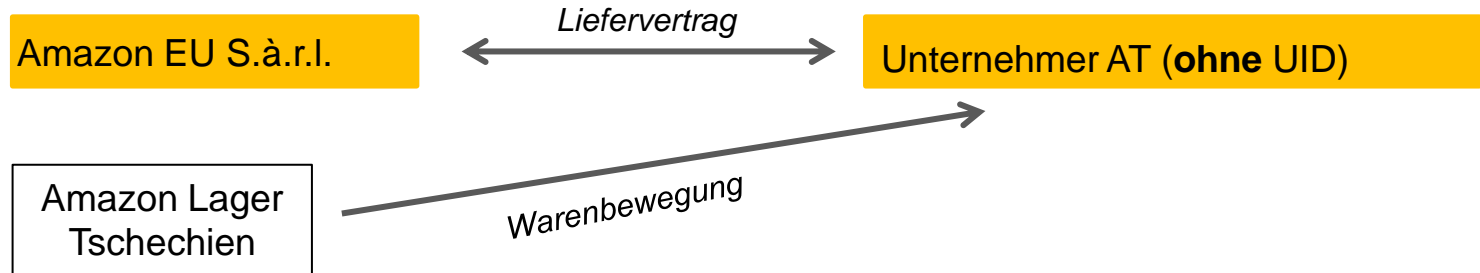 Liefervertrag
Amazon EU S.à.r.l.
Unternehmer AT (ohne UID)
Amazon Lager
Tschechien
Warenbewegung